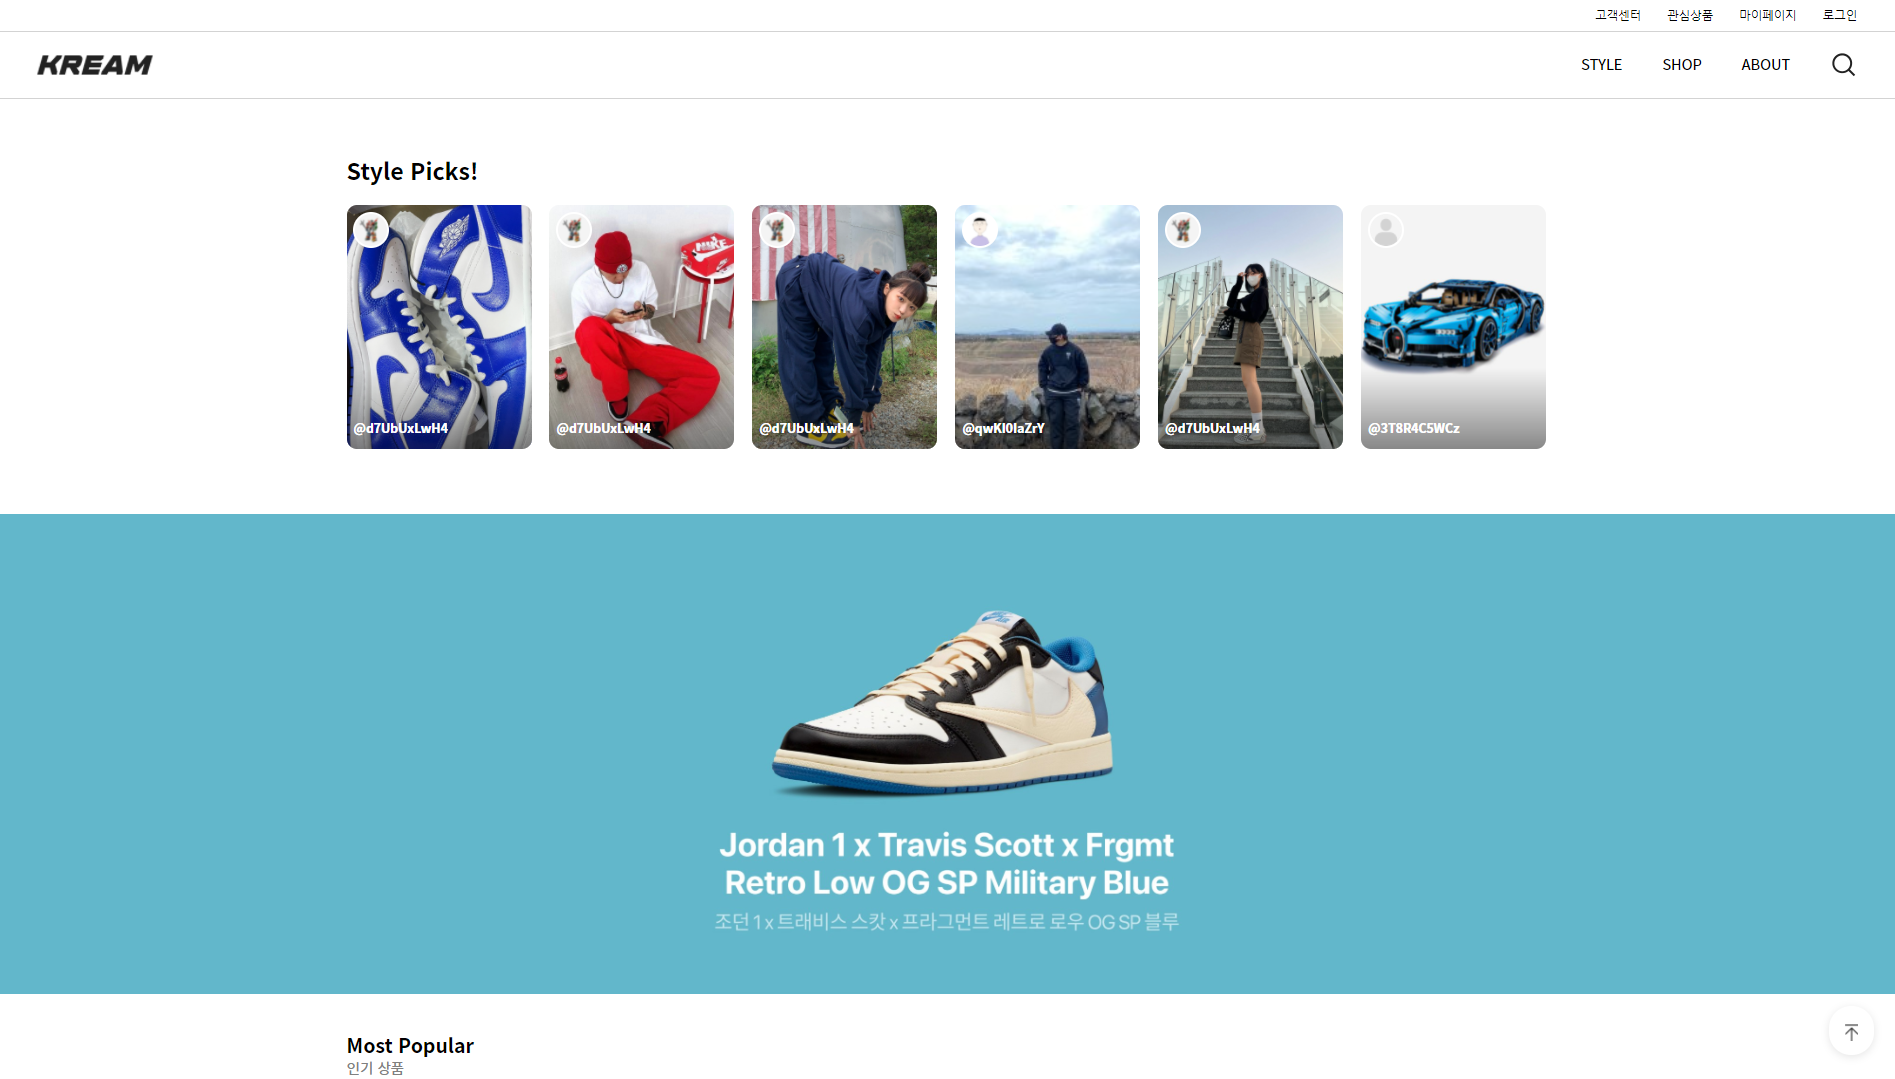 고객센터 관심상품 마이페이지 로그인
KREAM STYLE SHOP ABOUT
Style Picks!
NIKE
@d7UbUxLwH4 @d7UbUxLwH4 @d7UbUxLwH4 @qwKI0IaZrY @d7UbUxLwH4 @3T8R4C5WCz
Jordan 1 x Travis Scott x Frgmt
Retro Low OG SP Military Blue
조던 1 x 트래비스 스캇 x 프라그먼트 레트로 로우 OG SP 블루
Most Popular
인기 상품